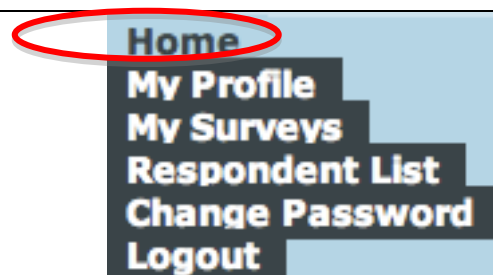 Home
My Profile
My Surveys
Respondent List
Change Password
Logout